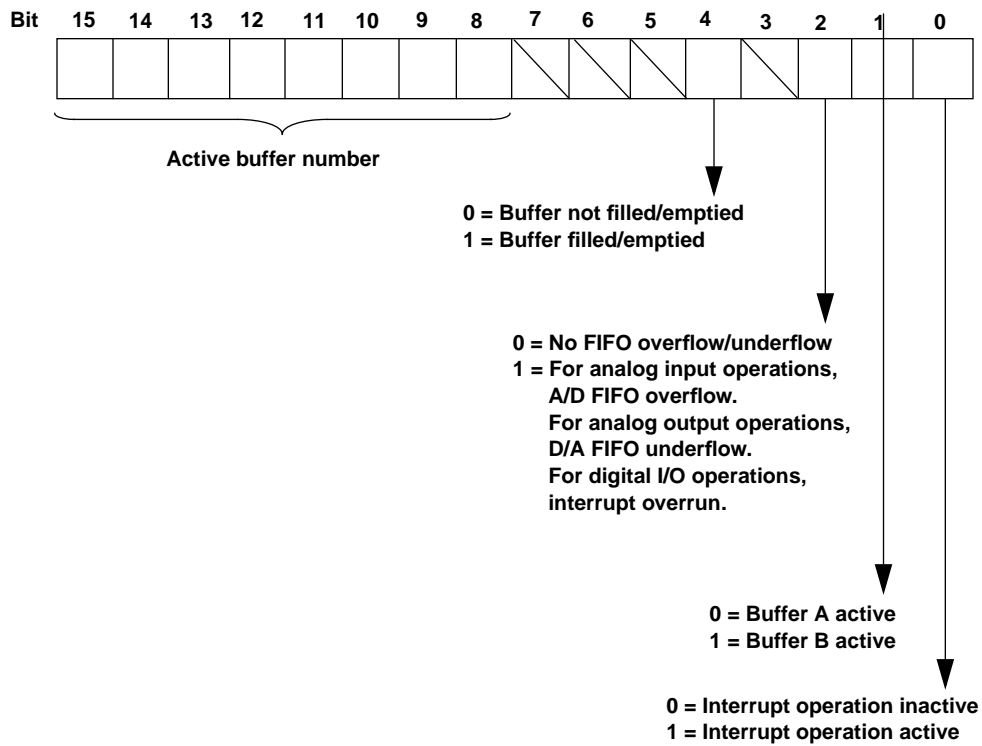 Bit 15 14 13 12 11 10 9 8 7 6 5 4 3 2 1 0
Active buffer number
0 = Buffer not filled/emptied
1 = Buffer filled/emptied
0 = No FIFO overflow/underflow
1 = For analog input operations,
A/D FIFO overflow.
For analog output operations,
D/A FIFO underflow.
For digital I/O operations,
interrupt overrun.
0 = Buffer A active
1 = Buffer B active
0 = Interrupt operation inactive
1 = Interrupt operation active